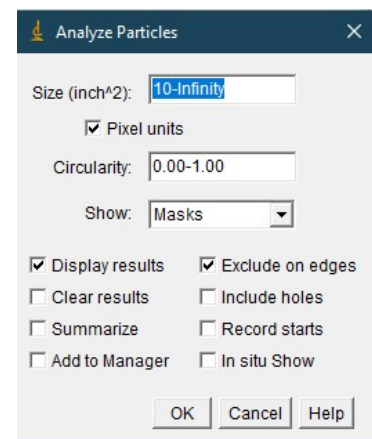 Analyze Particles
Size (inch^2): 10-Infinity
Pixel units
Circularity: 0.00-1.00
Show: Masks
Display results Exclude on edges
Clear results Include holes
Summarize Record starts
Add to Manager In situ Show
OK Cancel Help